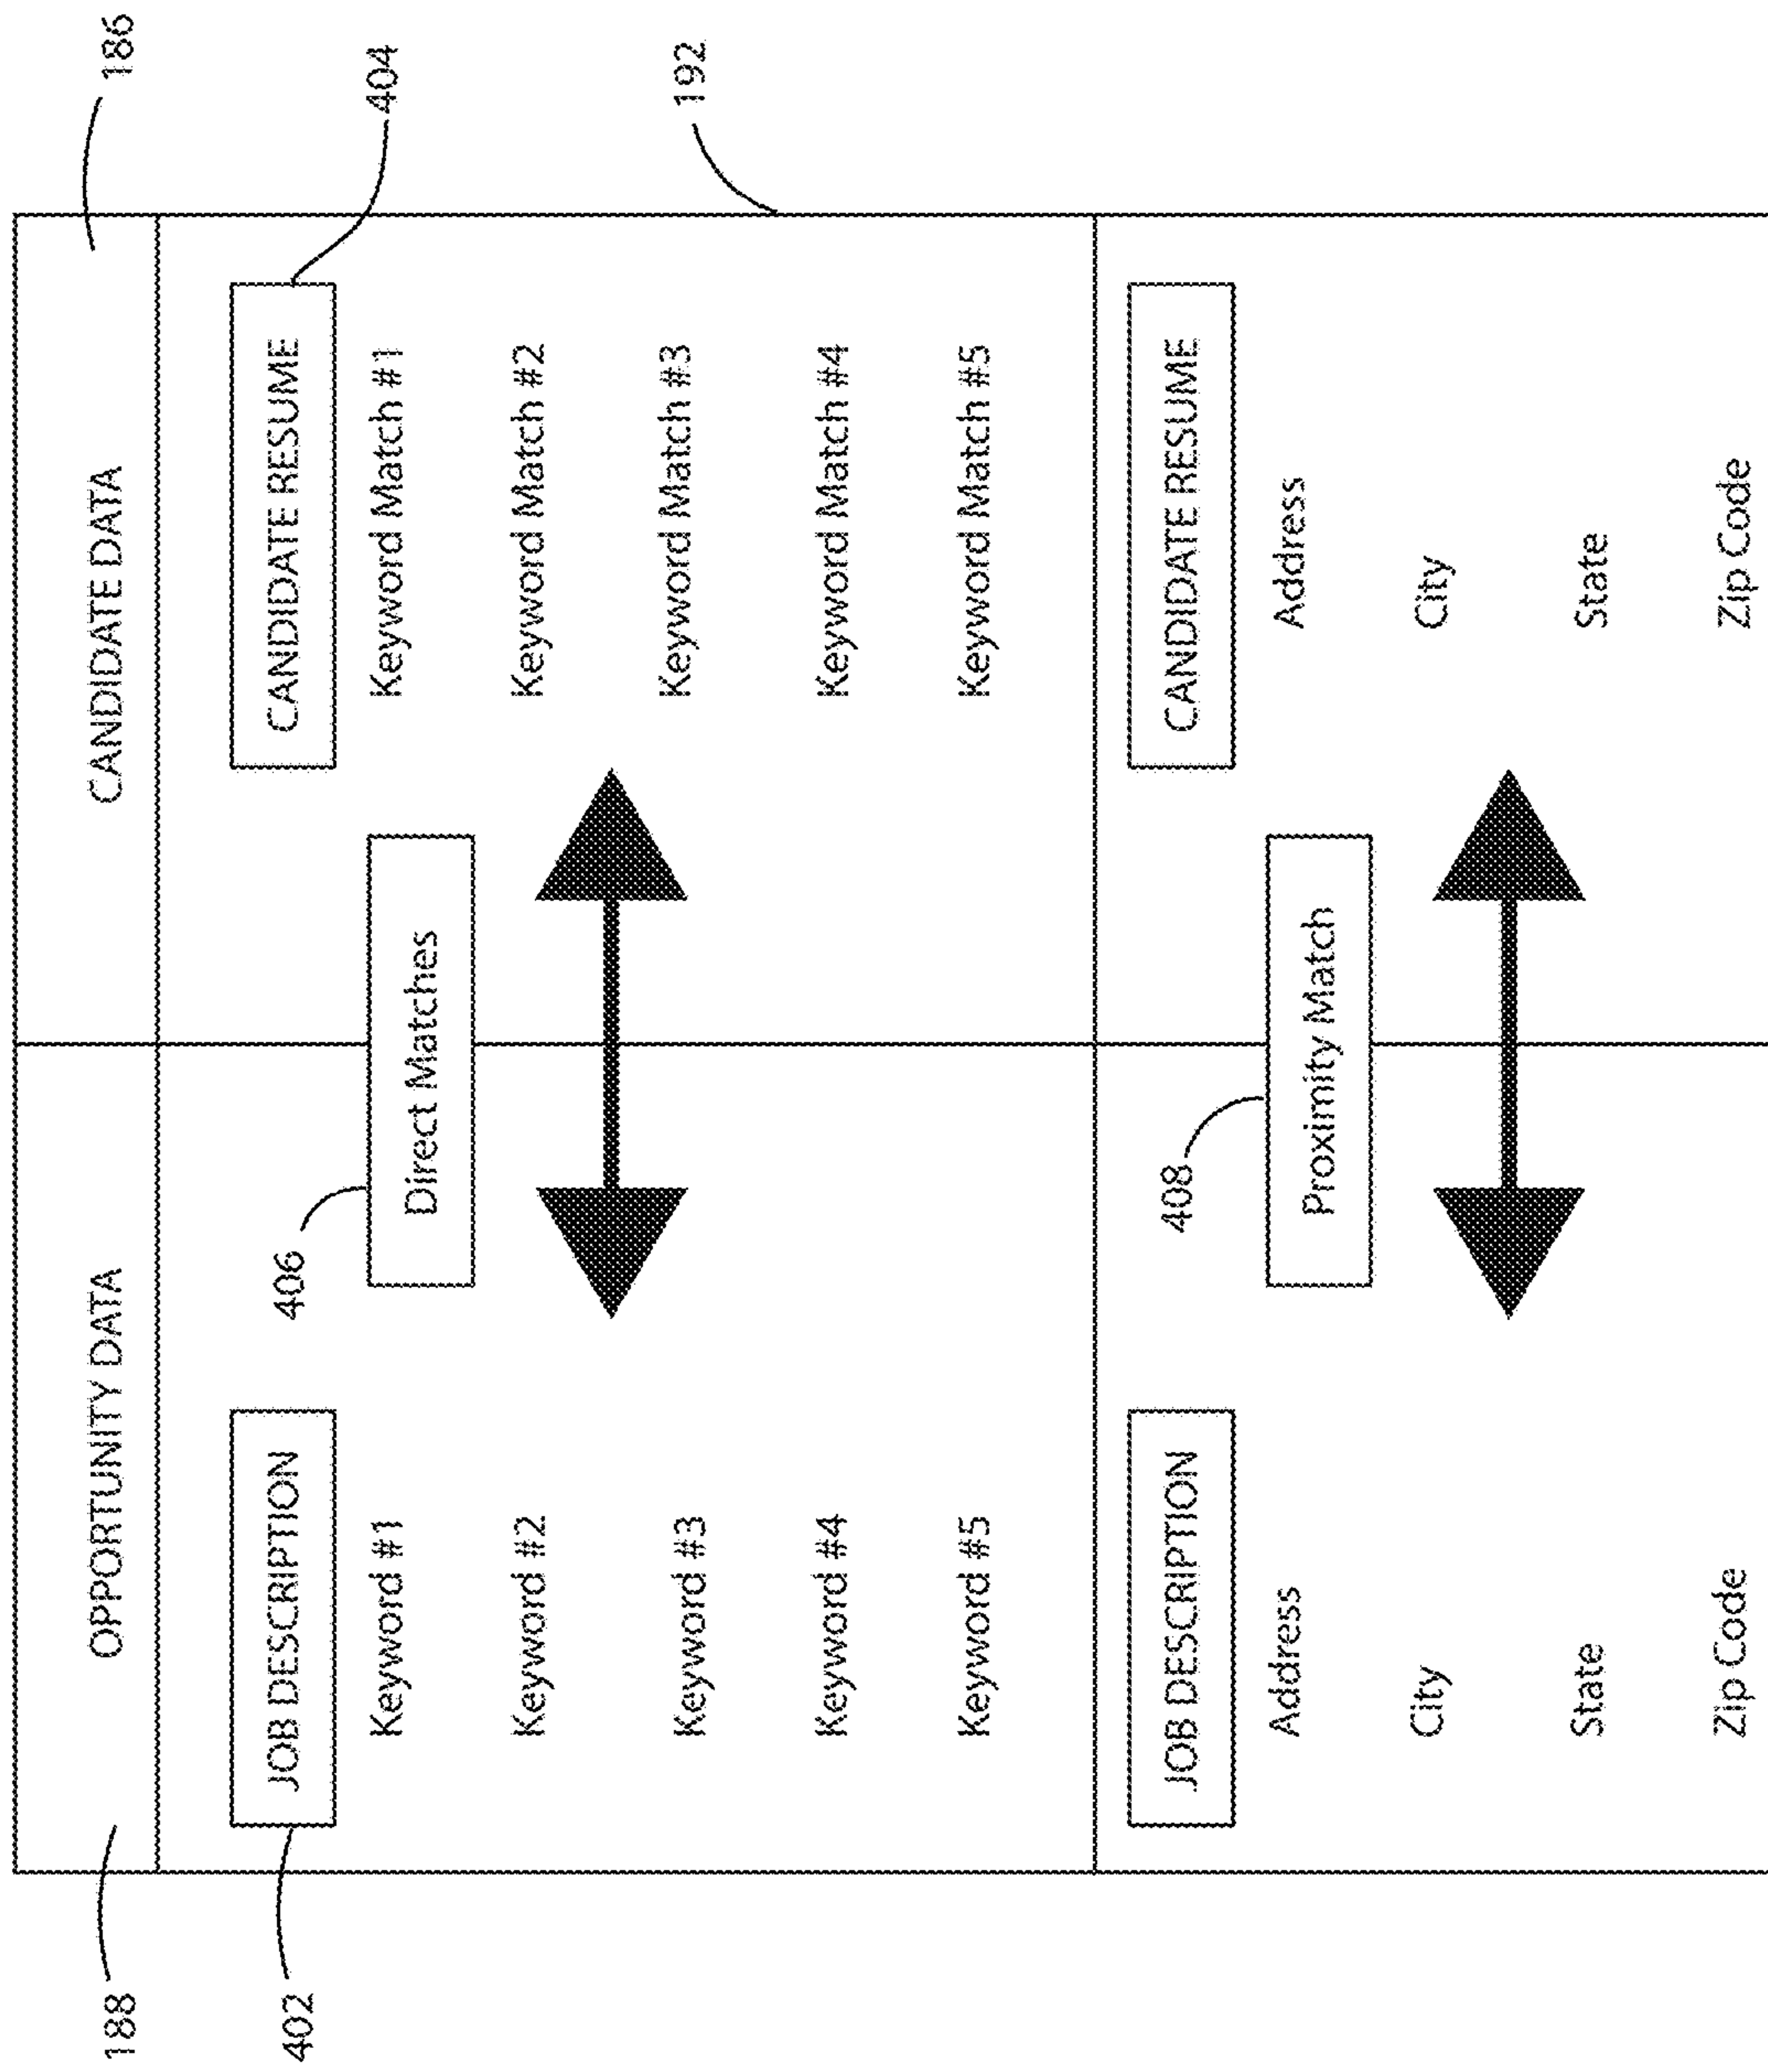 188
OPPORTUNITY DATA
CANDIDATE DATA
186
402
JOB DESCRIPTION
406
CANDIDATE RESUME
404
Keyword #1
Direct Matches
Keyword Match #1
Keyword #2
Keyword Match #2
Keyword #3
Keyword Match #3
192
Keyword #4
Keyword Match #4
Keyword #5
Keyword Match #5
JOB DESCRIPTION
408
CANDIDATE RESUME
Address
Proximity Match
Address
City
City
State
State
Zip Code
Zip Code